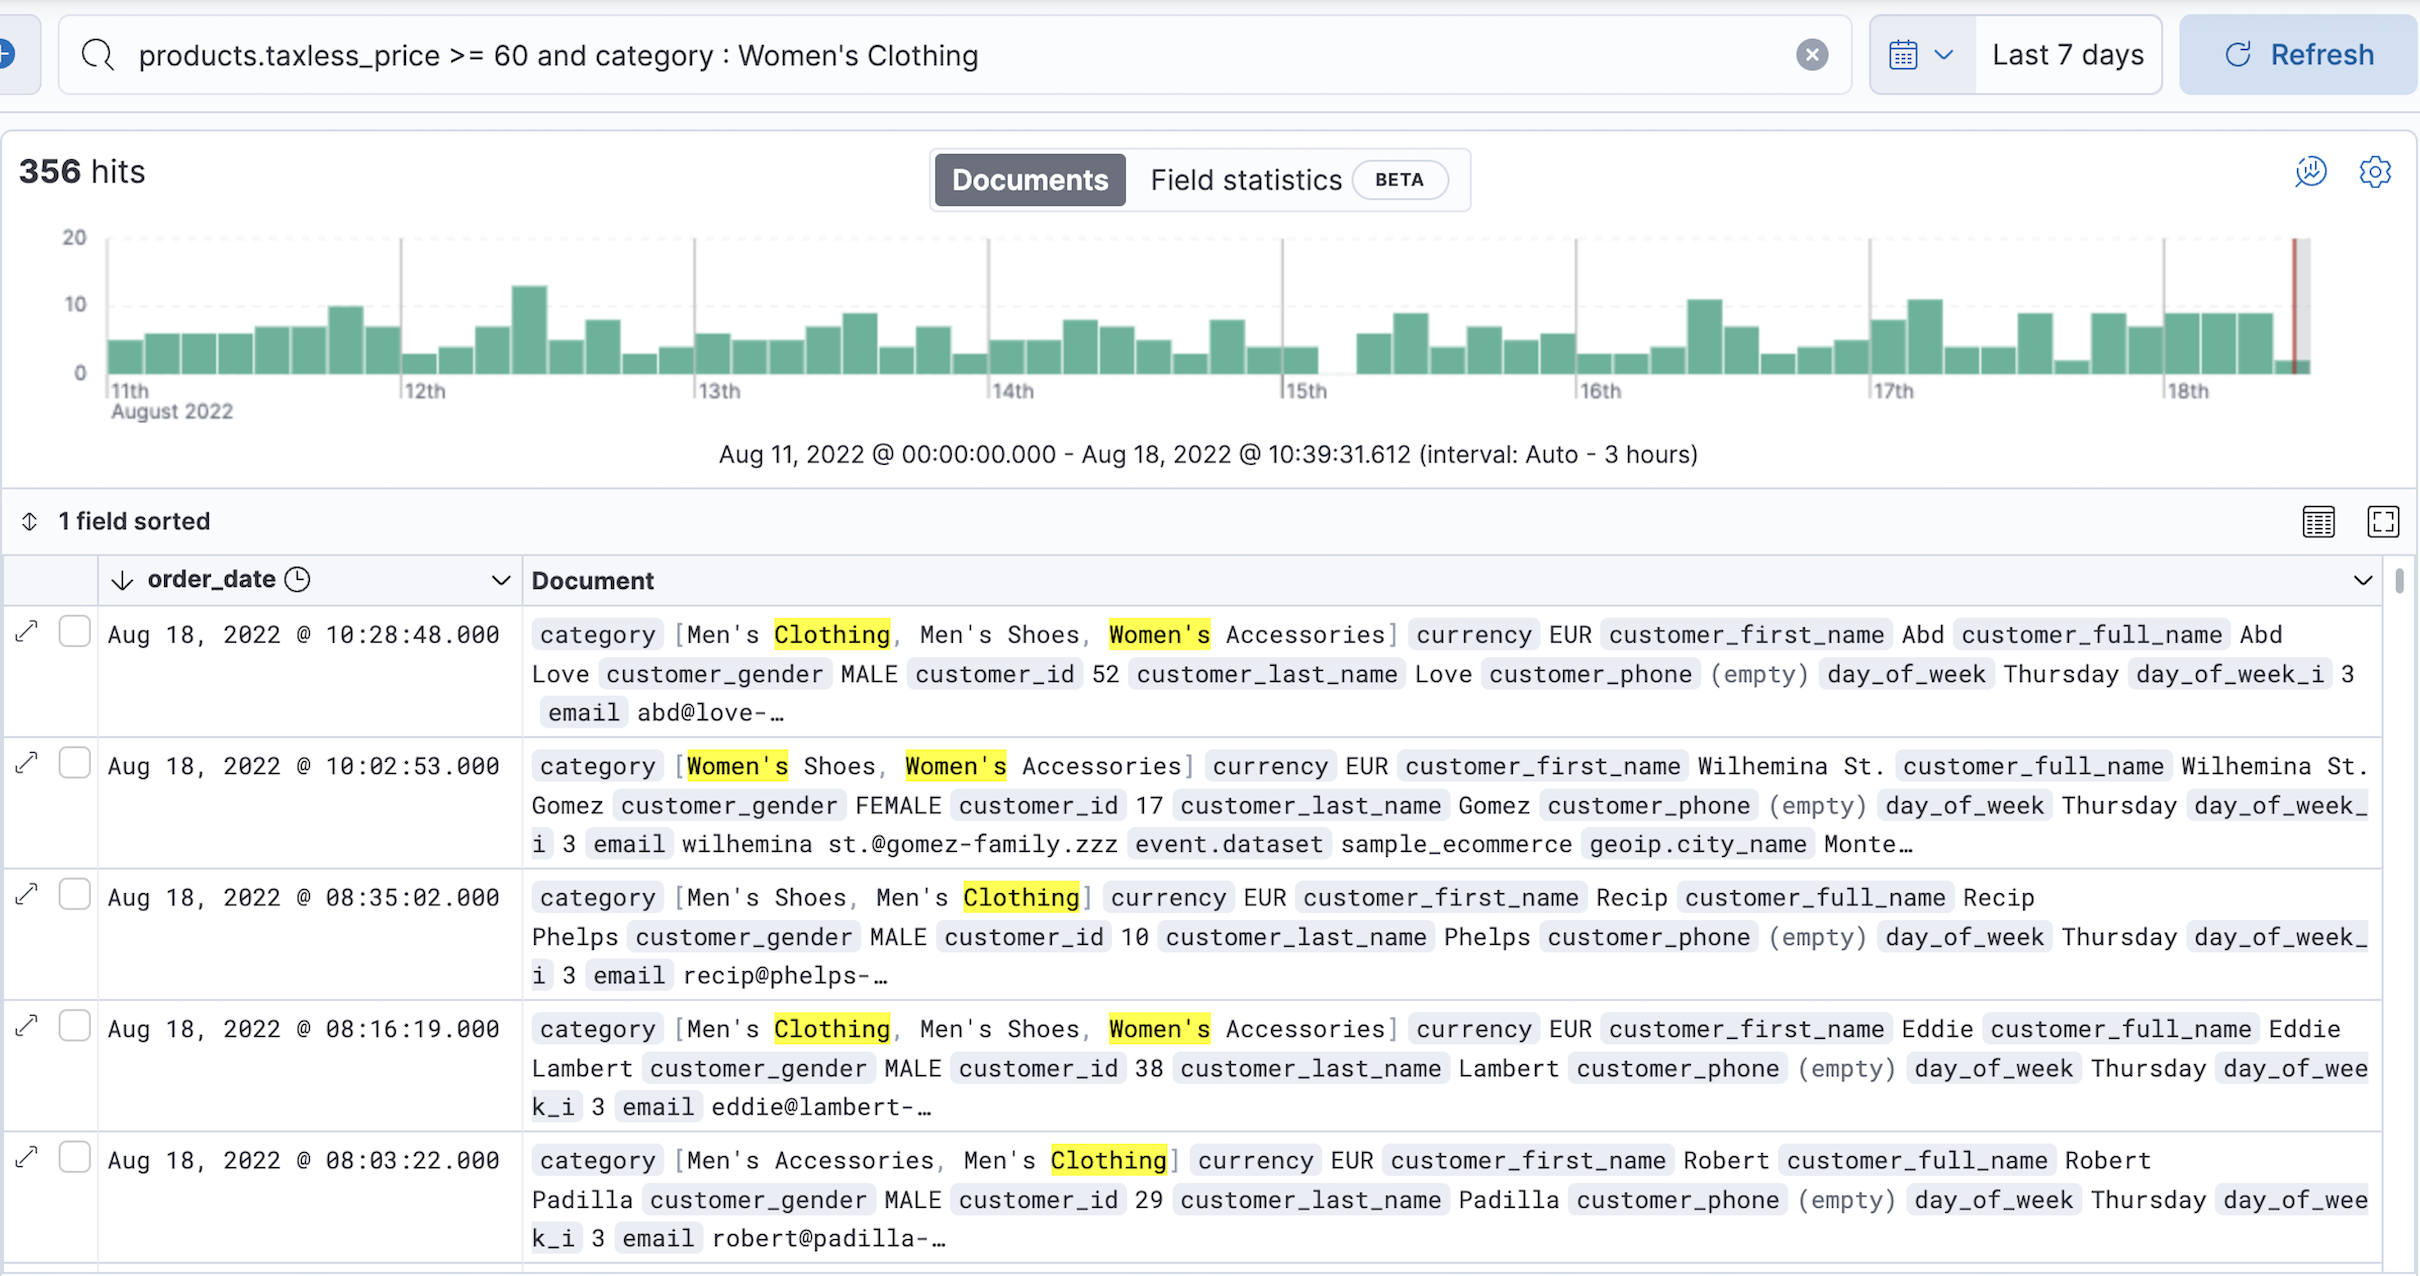 products.taxless_price >= 60 and category : Women's Clothing
Last 7 days
Refresh
356 hits
Documents
Field statistics
BETA
20
10
0
11th
12th
13th
14th
15th
16th
17th
18th
August 2022
Aug 11, 2022 @ 00:00:00.000 - Aug 18, 2022 @ 10:39:31.612 (interval: Auto - 3 hours)
1 field sorted
order_date
Document
Aug 18, 2022 @ 10:28:48.000
category [Men's Clothing, Men's Shoes, Women's Accessories] currency EUR customer_first_name Abd customer_full_name Abd
Love customer_gender MALE customer_id 52 customer_last_name Love customer_phone (empty) day_of_week Thursday day_of_week_i 3
email abd@love-…
Aug 18, 2022 @ 10:02:53.000
category [Women's Shoes, Women's Accessories] currency EUR customer_first_name Wilhemina St. customer_full_name Wilhemina St.
Gomez customer_gender FEMALE customer_id 17 customer_last_name Gomez customer_phone (empty) day_of_week Thursday day_of_week_
i 3 email wilhemina st.@gomez-family.zzz event.dataset sample_ecommerce geoip.city_name Monte…
Aug 18, 2022 @ 08:35:02.000
category [Men's Shoes, Men's Clothing] currency EUR customer_first_name Recip customer_full_name Recip
Phelps customer_gender MALE customer_id 10 customer_last_name Phelps customer_phone (empty) day_of_week Thursday day_of_week_
i 3 email recip@phelps-…
Aug 18, 2022 @ 08:16:19.000
category [Men's Clothing, Men's Shoes, Women's Accessories] currency EUR customer_first_name Eddie customer_full_name Eddie
Lambert customer_gender MALE customer_id 38 customer_last_name Lambert customer_phone (empty) day_of_week Thursday day_of_wee
k_i 3 email eddie@lambert-…
Aug 18, 2022 @ 08:03:22.000
category [Men's Accessories, Men's Clothing] currency EUR customer_first_name Robert customer_full_name Robert
Padilla customer_gender MALE customer_id 29 customer_last_name Padilla customer_phone (empty) day_of_week Thursday day_of_wee
k_i 3 email robert@padilla-…